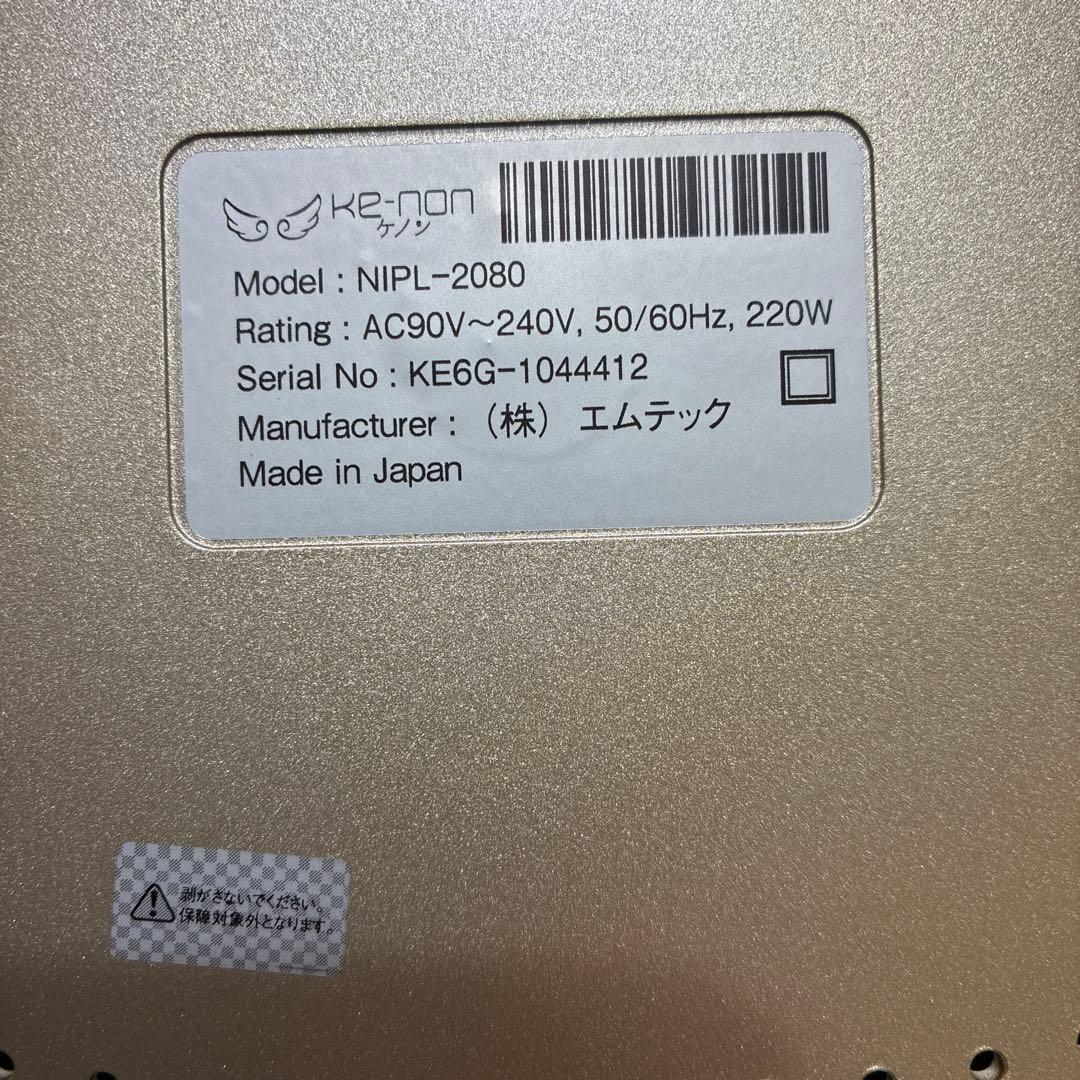 ke-non
ケノン
Model : NIPL-2080
Rating : AC90V～240V, 50/60Hz, 220W
Serial No : KE6G-1044412
Manufacturer : （株） エムテック
Made in Japan
剥がさないでください。
保障対象外となります。